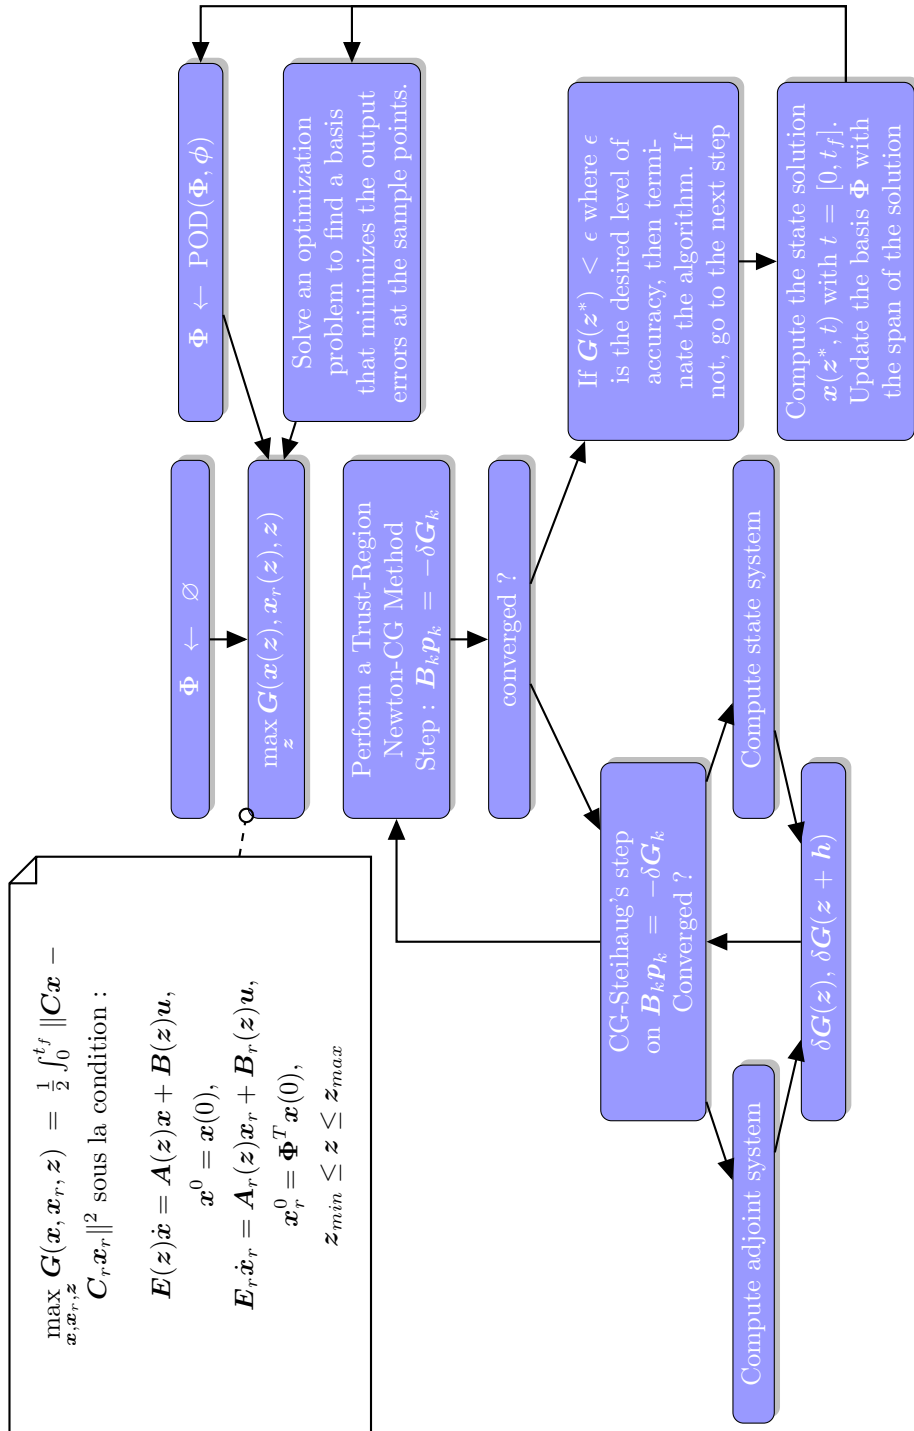 max G(x, x_r, z) = 1/2 ∫_0^{t_f} ‖Cx −
x,x_r,z
C_r x_r‖² sous la condition :
E(z)ẋ = A(z)x + B(z)u,
x⁰ = x(0),
E_r ẋ_r = A_r(z)x_r + B_r(z)u,
x_r⁰ = Φ^T x(0),
z_min ≤ z ≤ z_max
Φ ← ∅
max G(x(z), x_r(z), z)
z
Φ ← POD(Φ, ϕ)
Solve an optimization
problem to find a basis
that minimizes the output
errors at the sample points.
Perform a Trust-Region
Newton-CG Method
Step : B_k p_k = −δG_k
converged ?
CG-Steihaug's step
on B_k p_k = −δG_k
Converged ?
Compute adjoint system
Compute state system
δG(z), δG(z + h)
If G(z*) < ϵ where ϵ
is the desired level of
accuracy, then termi-
nate the algorithm. If
not, go to the next step
Compute the state solution
x(z*, t) with t = [0, t_f].
Update the basis Φ with
the span of the solution